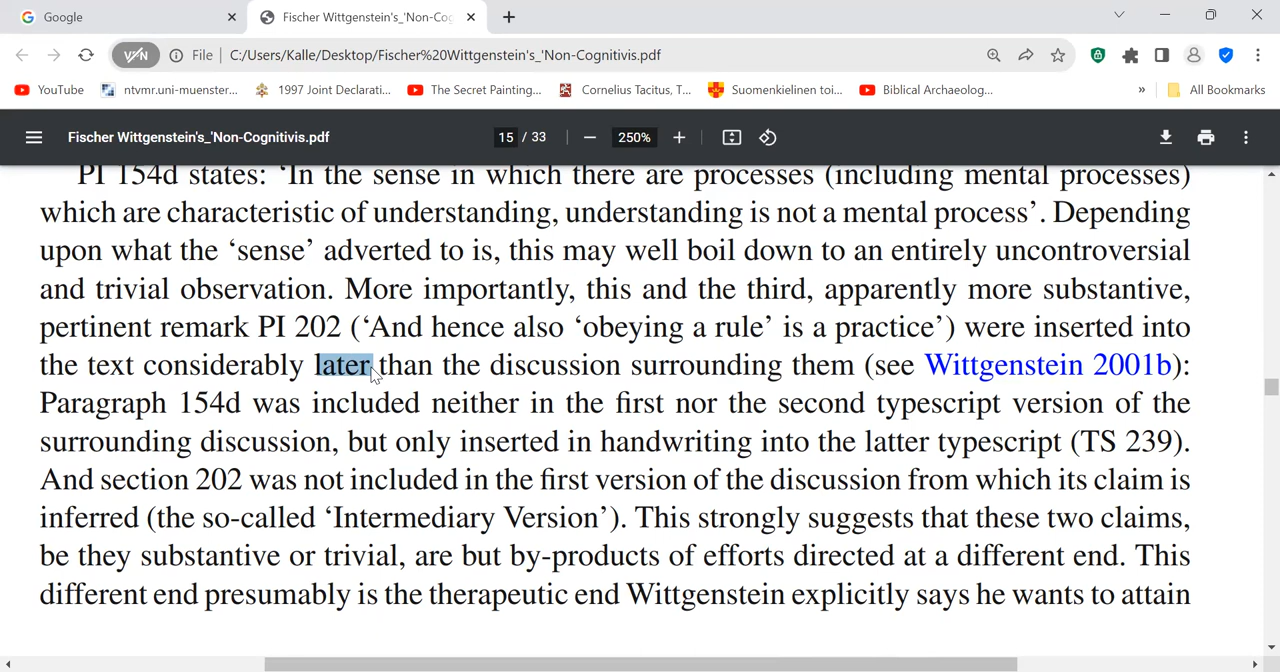 Google
Fischer Wittgenstein's_'Non-Cog
VPN
File
C:/Users/Kalle/Desktop/Fischer%20Wittgenstein's_'Non-Cognitivis.pdf
YouTube
ntvmr.uni-muenster...
1997 Joint Declarati...
The Secret Painting...
Cornelius Tacitus, T...
Suomenkielinen toi...
Biblical Archaeolog...
»
All Bookmarks
Fischer Wittgenstein's_'Non-Cognitivis.pdf
15 / 33
250%
PI 154d states: ‘In the sense in which there are processes (including mental processes)
which are characteristic of understanding, understanding is not a mental process’. Depending
upon what the ‘sense’ adverted to is, this may well boil down to an entirely uncontroversial
and trivial observation. More importantly, this and the third, apparently more substantive,
pertinent remark PI 202 (‘And hence also ‘obeying a rule’ is a practice’) were inserted into
the text considerably later than the discussion surrounding them (see Wittgenstein 2001b):
Paragraph 154d was included neither in the first nor the second typescript version of the
surrounding discussion, but only inserted in handwriting into the latter typescript (TS 239).
And section 202 was not included in the first version of the discussion from which its claim is
inferred (the so-called ‘Intermediary Version’). This strongly suggests that these two claims,
be they substantive or trivial, are but by-products of efforts directed at a different end. This
different end presumably is the therapeutic end Wittgenstein explicitly says he wants to attain